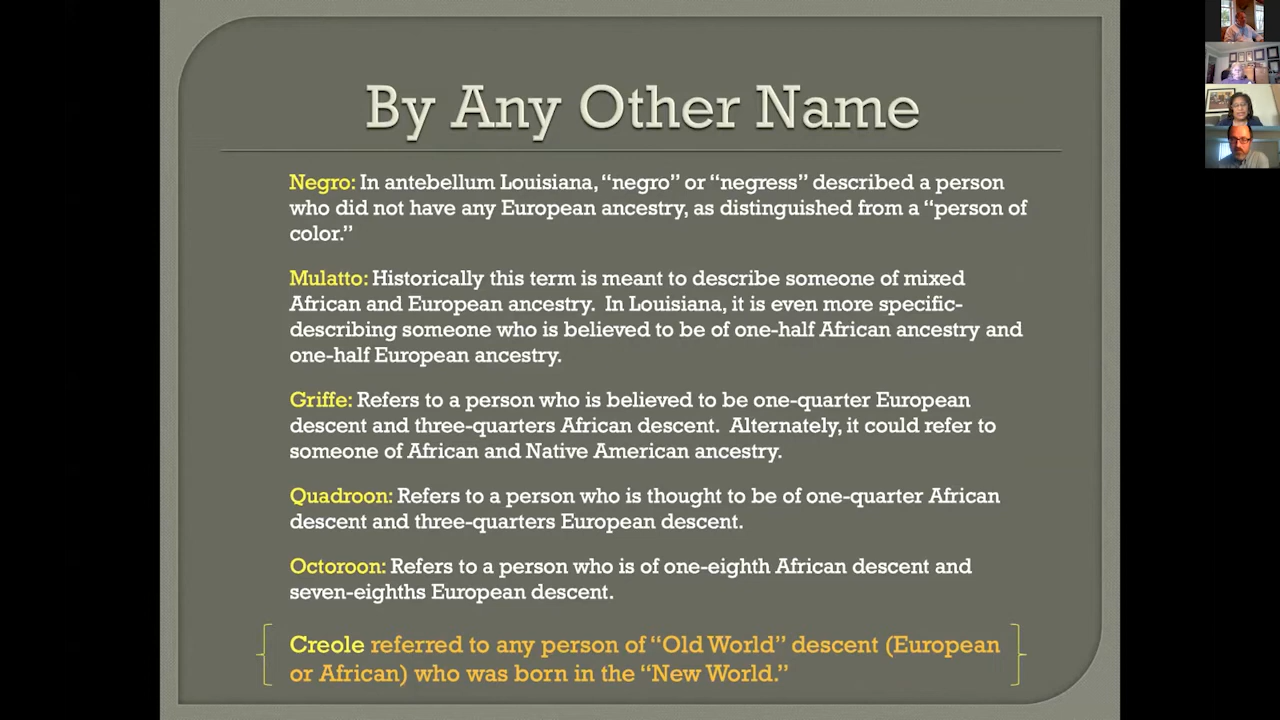 By Any Other Name
Negro: In antebellum Louisiana, “negro” or “negress” described a person
who did not have any European ancestry, as distinguished from a “person of
color.”
Mulatto: Historically this term is meant to describe someone of mixed
African and European ancestry.  In Louisiana, it is even more specific-
describing someone who is believed to be of one-half African ancestry and
one-half European ancestry.
Griffe: Refers to a person who is believed to be one-quarter European
descent and three-quarters African descent.  Alternately, it could refer to
someone of African and Native American ancestry.
Quadroon: Refers to a person who is thought to be of one-quarter African
descent and three-quarters European descent.
Octoroon: Refers to a person who is of one-eighth African descent and
seven-eighths European descent.
Creole referred to any person of “Old World” descent (European
or African) who was born in the “New World.”